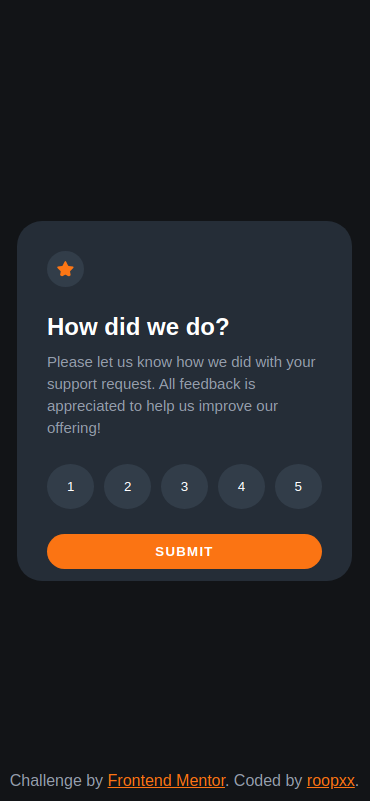 How did we do?
Please let us know how we did with your
support request. All feedback is
appreciated to help us improve our
offering!
1 2 3 4 5
SUBMIT
Challenge by Frontend Mentor. Coded by roopxx.